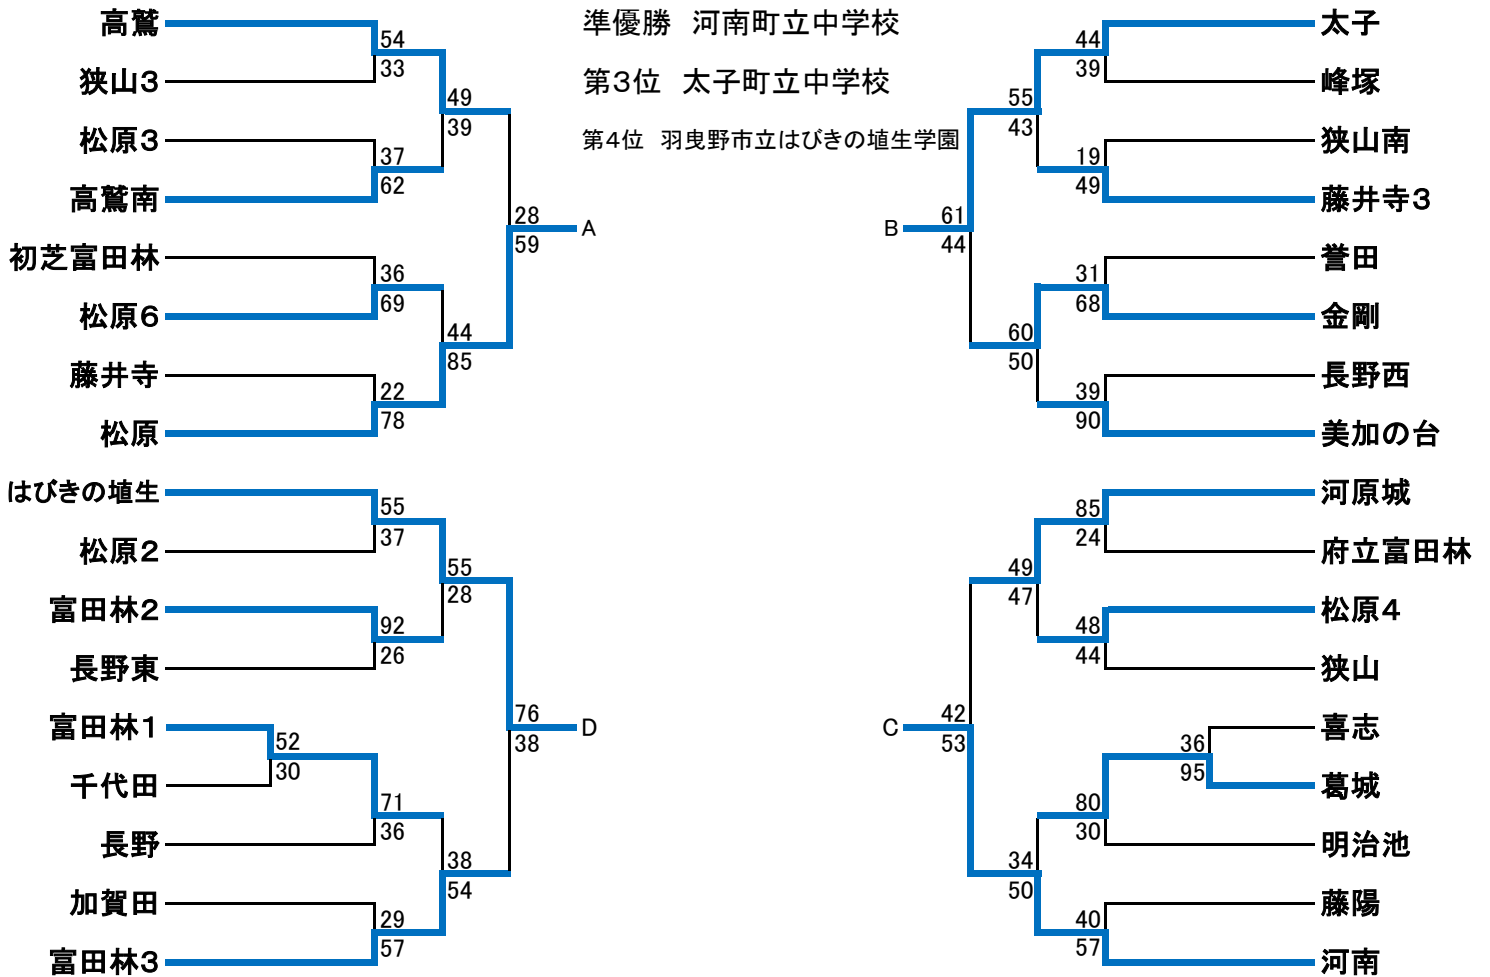 高鷲
54
33
狭山3
49
39
松原3
37
62
高鷲南
28
59
A
初芝富田林
36
69
松原6
44
85
藤井寺
22
78
松原
はびきの埴生
55
37
松原2
55
28
富田林2
92
26
長野東
76
38
D
富田林1
52
30
千代田
71
36
長野
38
54
加賀田
29
57
富田林3
準優勝 河南町立中学校
第3位 太子町立中学校
第4位 羽曳野市立はびきの埴生学園
太子
44
39
峰塚
55
43
狭山南
19
49
藤井寺3
B
61
44
誉田
31
68
金剛
60
50
長野西
39
90
美加の台
河原城
85
24
府立富田林
49
47
松原4
48
44
狭山
C
42
53
喜志
36
95
葛城
80
30
明治池
34
50
藤陽
40
57
河南